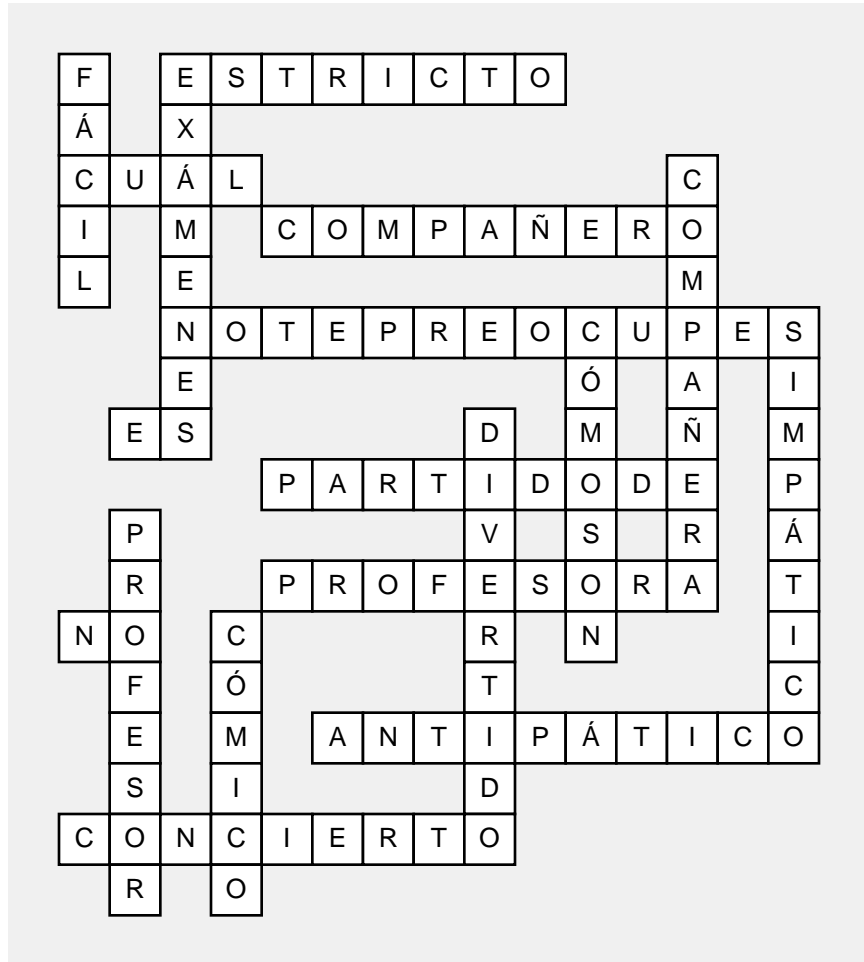 F ESTRICTO
Á X
CUÁL C
I M COMPAÑERO
L E M
NOTEPREOCUPES
E Ó A I
ES D M Ñ M
PARTIDODE P
P V S R Á
R PROFESORA T
NO C R N I
F Ó T C
E M ANTIPÁTICO
S I D
CONCIERTO
R O